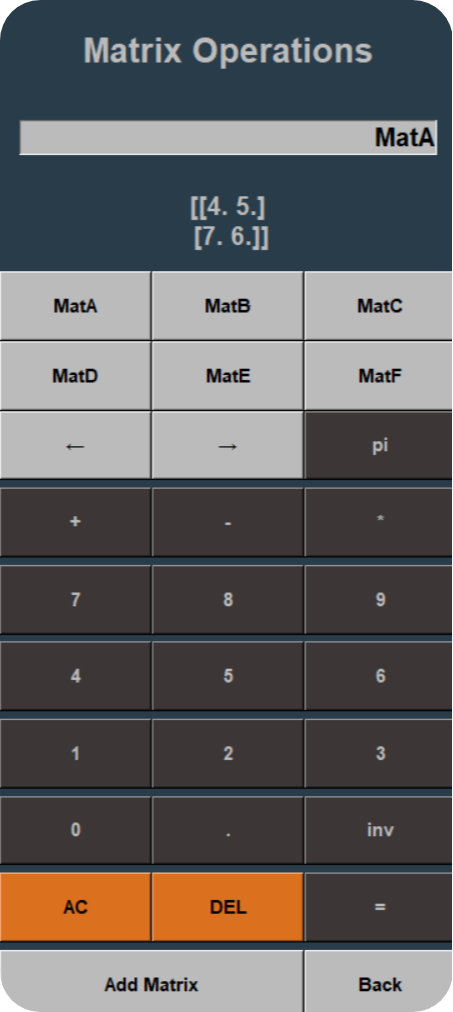 Matrix Operations
MatA
[[4. 5.]
[7. 6.]]
MatA MatB MatC
MatD MatE MatF
← → pi
+ - *
7 8 9
4 5 6
1 2 3
0 . inv
AC DEL =
Add Matrix Back